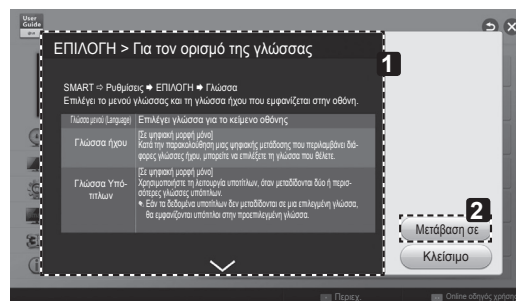 User
Guide
ΕΠΙΛΟΓΗ > Για τον ορισμό της γλώσσας
1
SMART ⇨ Ρυθμίσεις ➡ ΕΠΙΛΟΓΗ ➡ Γλώσσα
Επιλέγει το μενού γλώσσας και τη γλώσσα ήχου που εμφανίζεται στην οθόνη.
Γλώσσα μενού (Language) Επιλέγει γλώσσα για το κείμενο οθόνης
Γλώσσα ήχου
[Σε ψηφιακή μορφή μόνο]
Κατά την παρακολούθηση μιας ψηφιακής μετάδοσης που περιλαμβάνει διά-
φορες γλώσσες ήχου, μπορείτε να επιλέξετε τη γλώσσα που θέλετε.
Γλώσσα Υπό-
τιτλων
[Σε ψηφιακή μορφή μόνο]
Χρησιμοποιήστε τη λειτουργία υποτίτλων, όταν μεταδίδονται δύο ή περισ-
σότερες γλώσσες υπότιτλων.
Εάν τα δεδομένα υποτίτλων δεν μεταδίδονται σε μια επιλεγμένη γλώσσα,
θα εμφανίζονται υπότιτλοι στην προεπιλεγμένη γλώσσα.
2
Μετάβαση σε
Κλείσιμο
Περιεχ.
Online οδηγός χρήσης